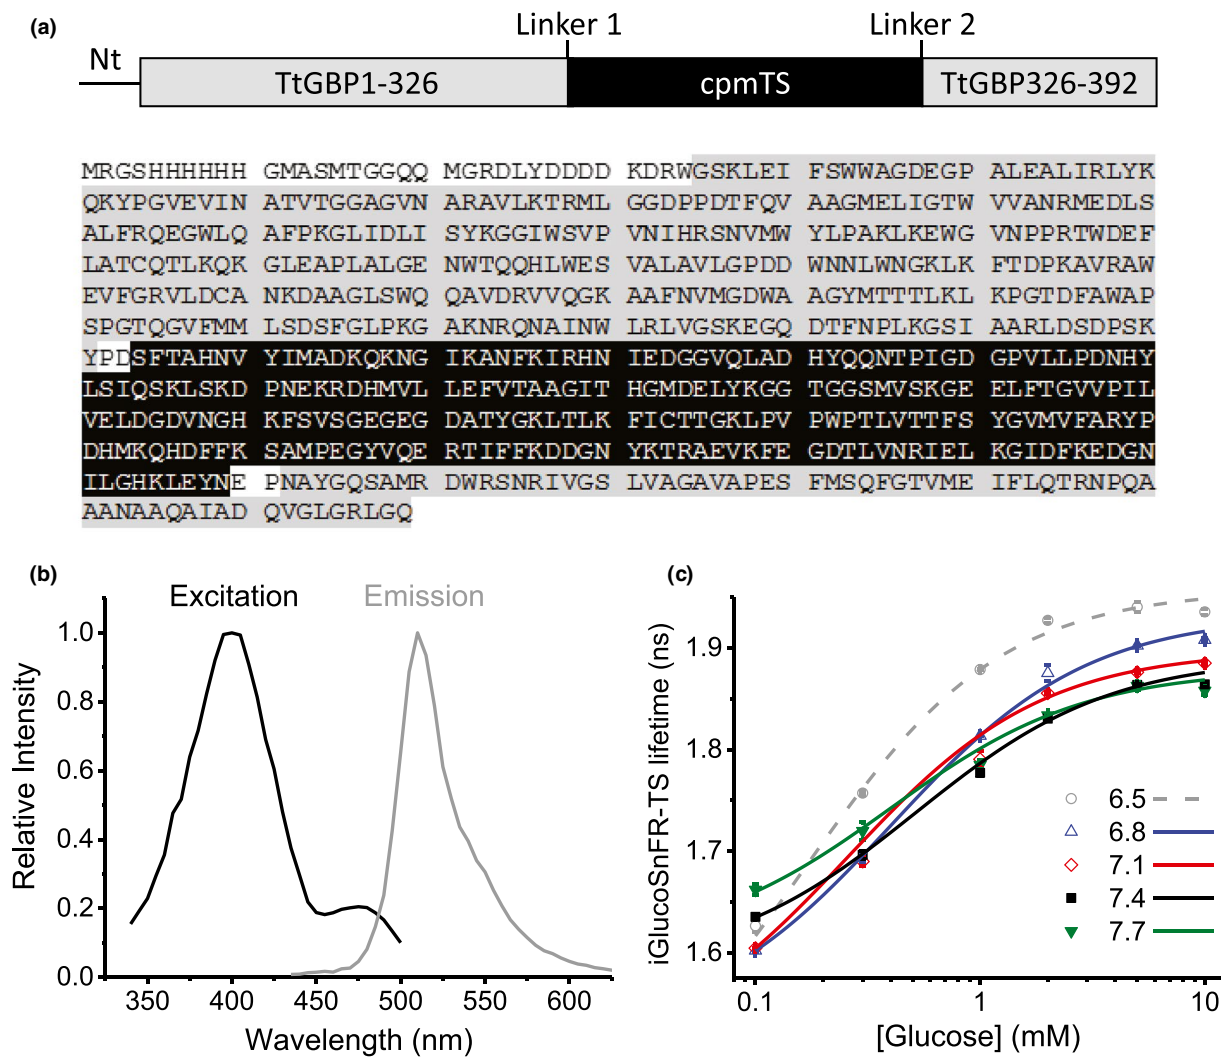 (a)
Linker 1 Linker 2
Nt
TtGBP1-326 cpmTS TtGBP326-392
MRGSHHHHHH GMASMTGGQQ MGRDLYDDDD KDRWGSKLEI FSWWAGDEGP ALEALIRLYK
QKYPGVEVIN ATVTGGAGVN ARAVLKTRML GGDPPDTFQV AAGMELIGTW VVANRMEDLS
ALFRQEGWLQ AFPKGLIDLI SYKGGIWSVP VNIHRSNVMW YLPAKLKEWG VNPPRTWDEF
LATCQTLKQK GLEAPLALGE NWTQQHLWES VALAVLGPDD WNNLWNGKLK FTDPKAVRAW
EVFGRVLDCA NKDAAGLSWQ QAVDRVVQGK AAFNVMGDWA AGYMTTTLKL KPGTDFAWAP
SPGTQGVFMM LSDSFGLPKG AKNRQNAINW LRLVGSKEGQ DTFNPLKGSI AARLDSDPSK
YPDSFTAHNV YIMADKQKNG IKANFKIRHN IEDGGVQLAD HYQQNTPIGD GPVLLPDNHY
LSIQSKLSKD PNEKRDHMVL LEFVTAAGIT HGMDELYKGG TGGSMVSKGE ELFTGVVPIL
VELDGDVNGH KFSVSGEGEG DATYGKLTLK FICTTGKLPV PWPTLVTTFS YGVMVFARYP
DHMKQHDFFK SAMPEGYVQE RTIFFKDDGN YKTRAEVKFE GDTLVNRIEL KGIDFKEDGN
ILGHKLEYNE PNAYGQSAMR DWRSNRIVGS LVAGAVAPES FMSQFGTVME IFLQTRNPQA
AANAAQAIAD QVGLGRLGQ
(b)
Excitation Emission
Relative Intensity
1.0
0.8
0.6
0.4
0.2
0.0
350 400 450 500 550 600
Wavelength (nm)
(c)
iGlucoSnFR-TS lifetime (ns)
1.9
1.8
1.7
1.6
6.5
6.8
7.1
7.4
7.7
0.1 1 10
[Glucose] (mM)